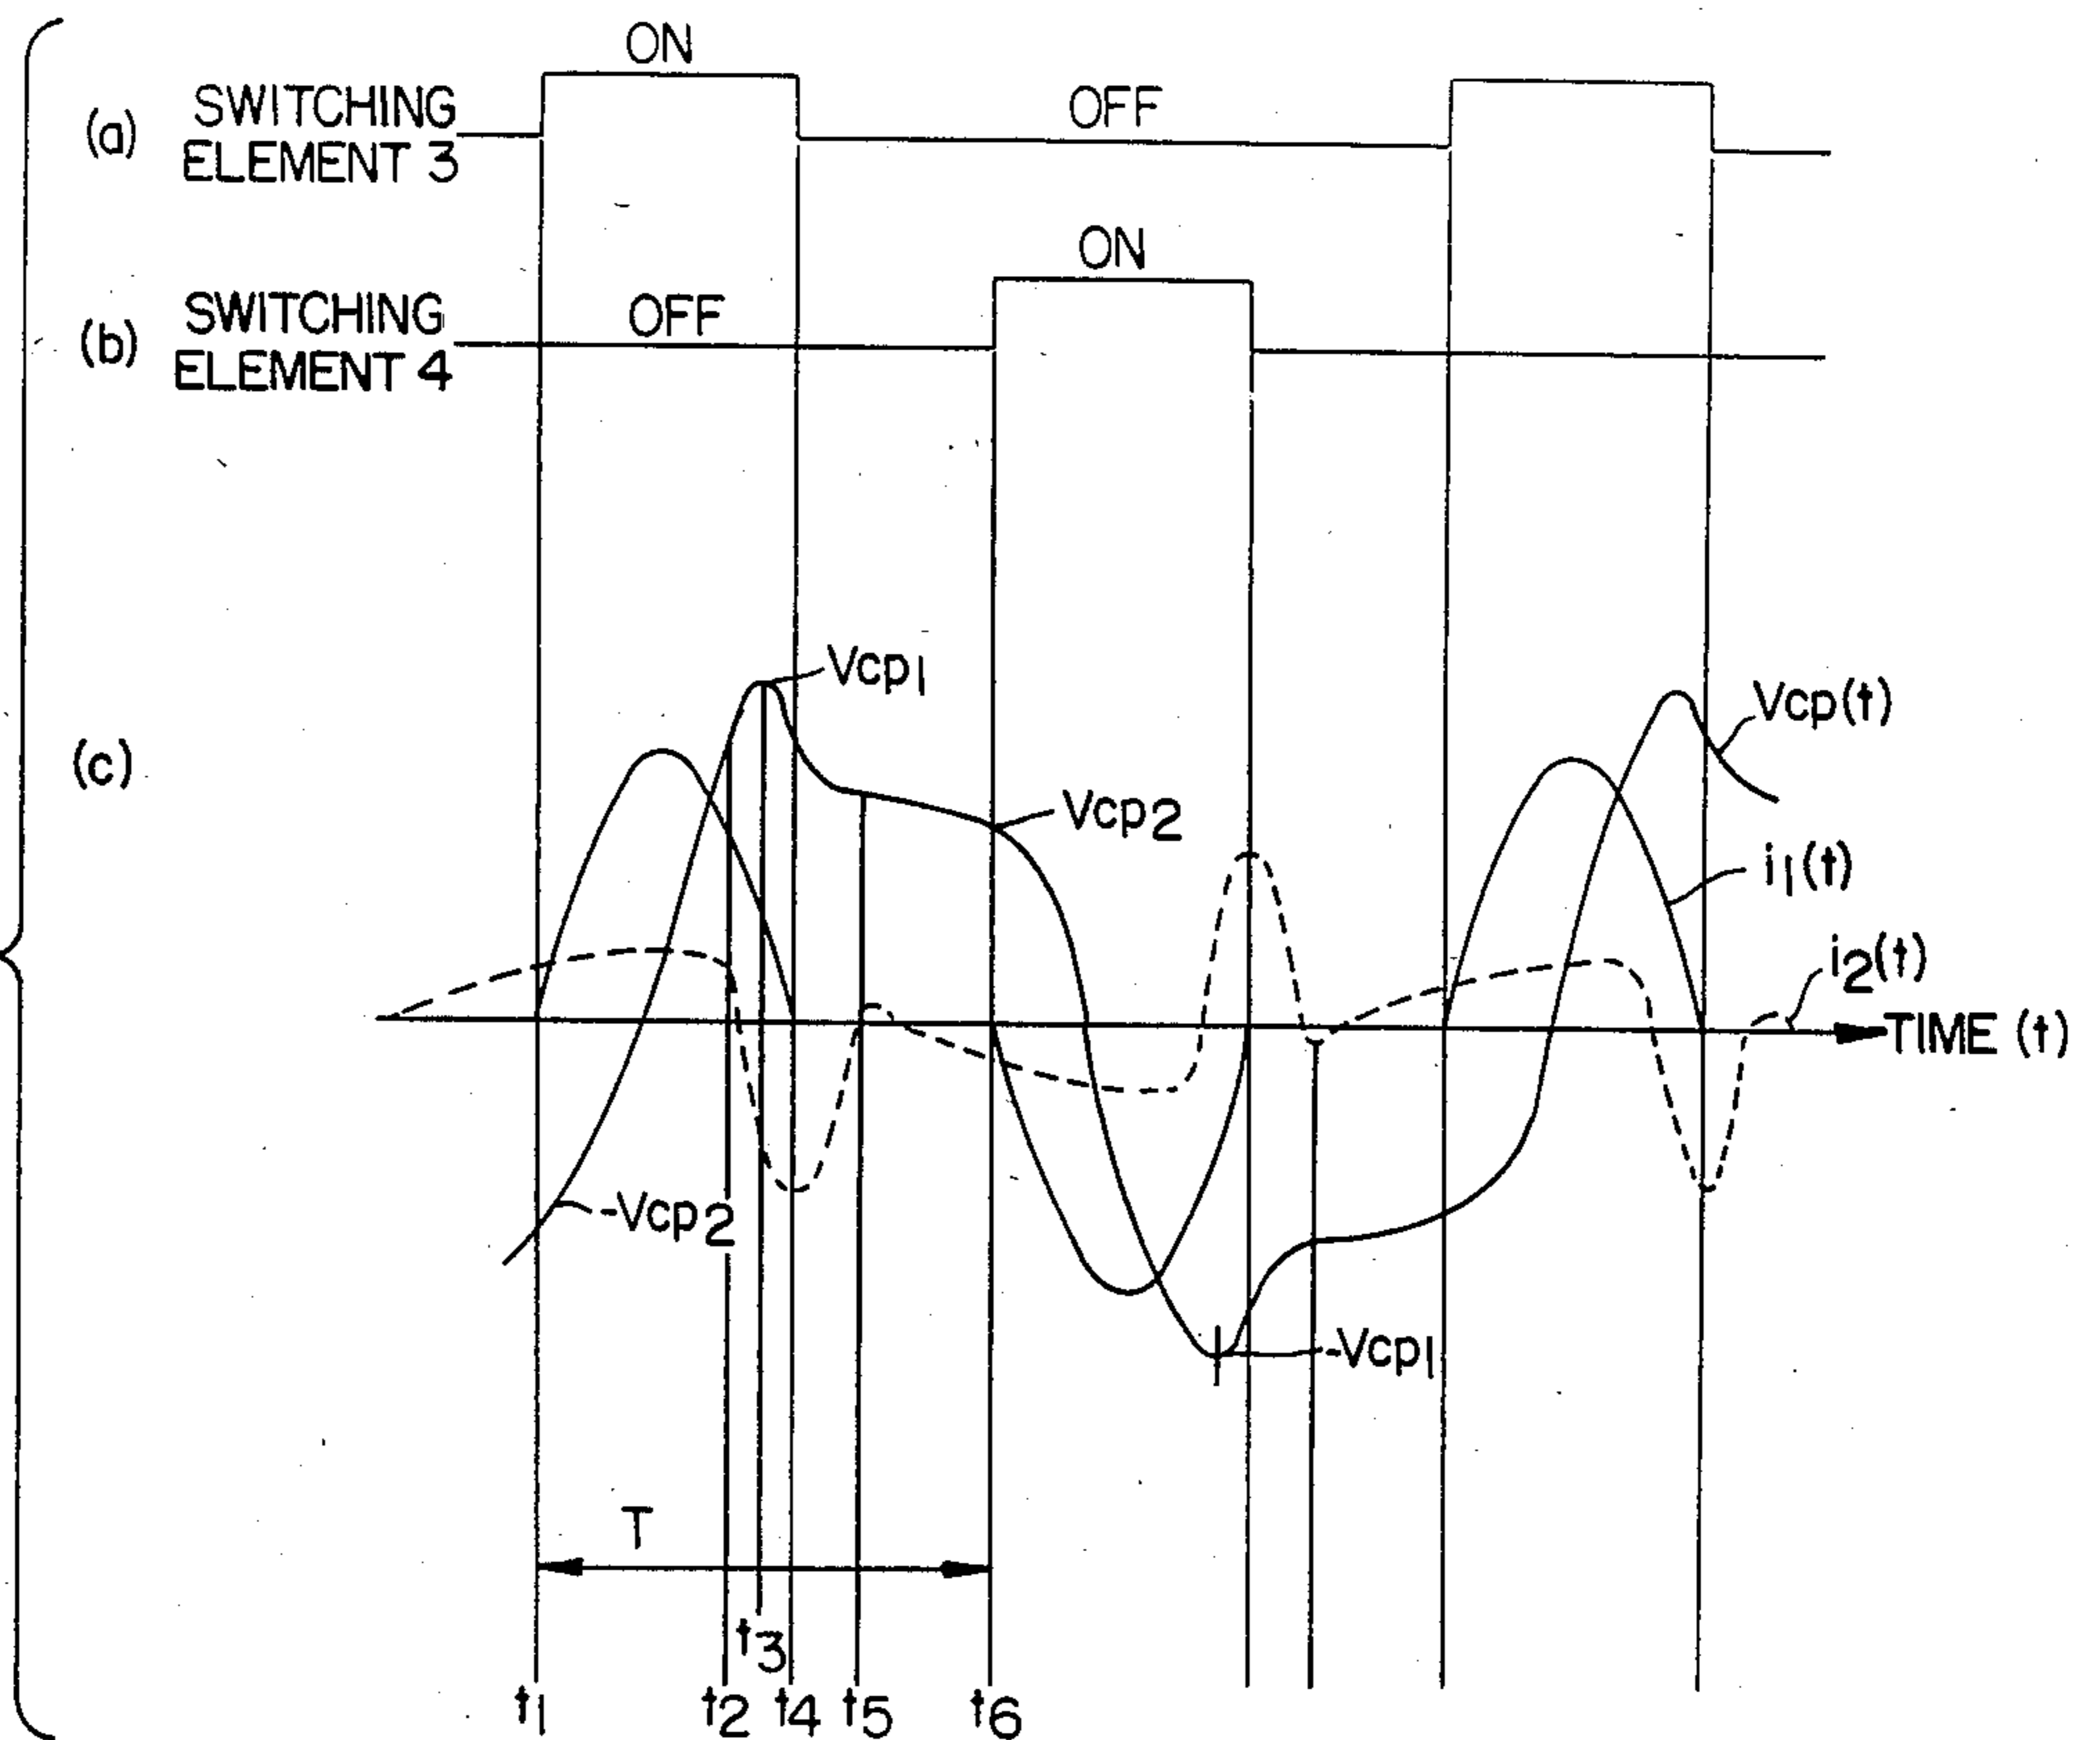 ON
(a) SWITCHING
ELEMENT 3
OFF
ON
(b) SWITCHING
ELEMENT 4
OFF
(c)
Vcp1
Vcp(t)
Vcp2
i1(t)
i2(t)
TIME (t)
-Vcp2
-Vcp1
T
t3
t1 t2 t4 t5 t6